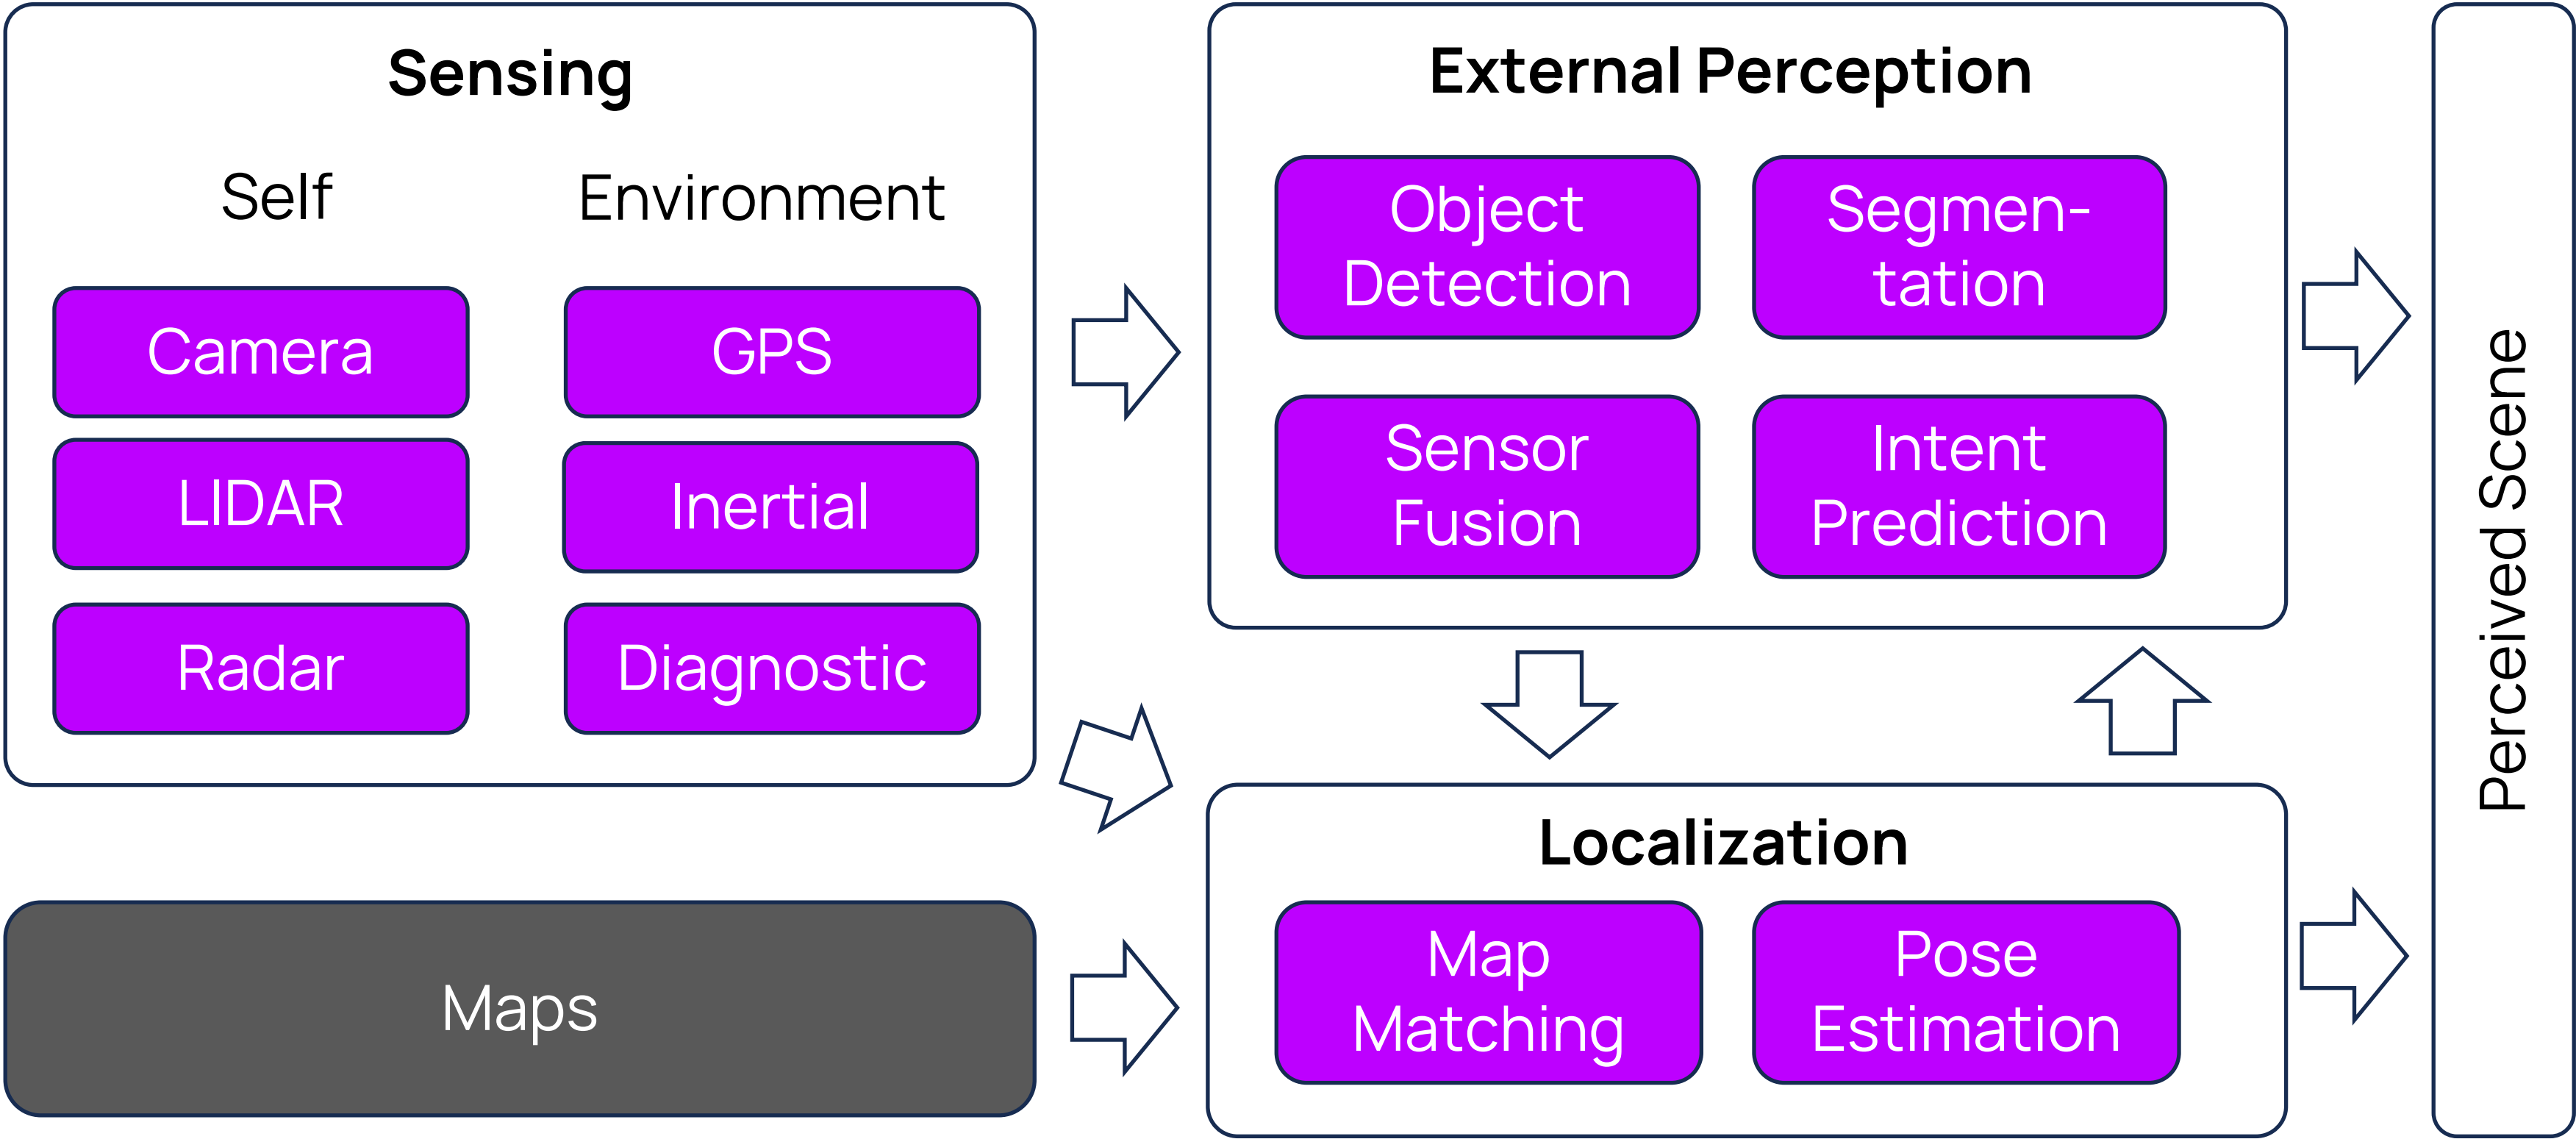 Sensing
Self
Environment
Camera
GPS
LIDAR
Inertial
Radar
Diagnostic
Maps
External Perception
Object
Detection
Segmen-
tation
Sensor
Fusion
Intent
Prediction
Localization
Map
Matching
Pose
Estimation
Perceived Scene